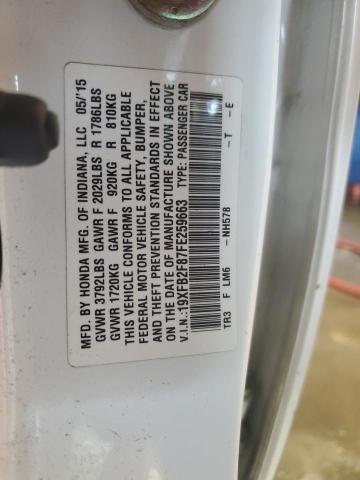 MFD. BY HONDA MFG. OF INDIANA, LLC 05/'15
GVWR 3792LBS GAWR F 2029LBS R 1786LBS
GVWR 1720KG GAWR F 920KG R 810KG
THIS VEHICLE CONFORMS TO ALL APPLICABLE
FEDERAL MOTOR VEHICLE SAFETY, BUMPER,
AND THEFT PREVENTION STANDARDS IN EFFECT
ON THE DATE OF MANUFACTURE SHOWN ABOVE
V.I.N.:19XFB2F87FE259663 TYPE: PASSENGER CAR
TR3 F LM6 -NH578 -T -E